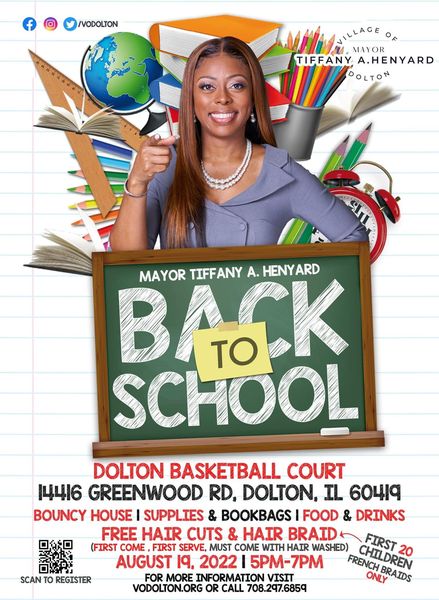 /VODOLTON
VILLAGE OF
MAYOR
TIFFANY A. HENYARD
DOLTON
MAYOR TIFFANY A. HENYARD
BACK
TO
SCHOOL
DOLTON BASKETBALL COURT
14416 GREENWOOD RD, DOLTON, IL 60419
BOUNCY HOUSE | SUPPLIES & BOOKBAGS | FOOD & DRINKS
FREE HAIR CUTS & HAIR BRAID
(FIRST COME, FIRST SERVE, MUST COME WITH HAIR WASHED)
FIRST 20
CHILDREN
FRENCH BRAIDS
ONLY
AUGUST 19, 2022 | 5PM-7PM
SCAN TO REGISTER
FOR MORE INFORMATION VISIT
VODOLTON.ORG OR CALL 708.297.6859